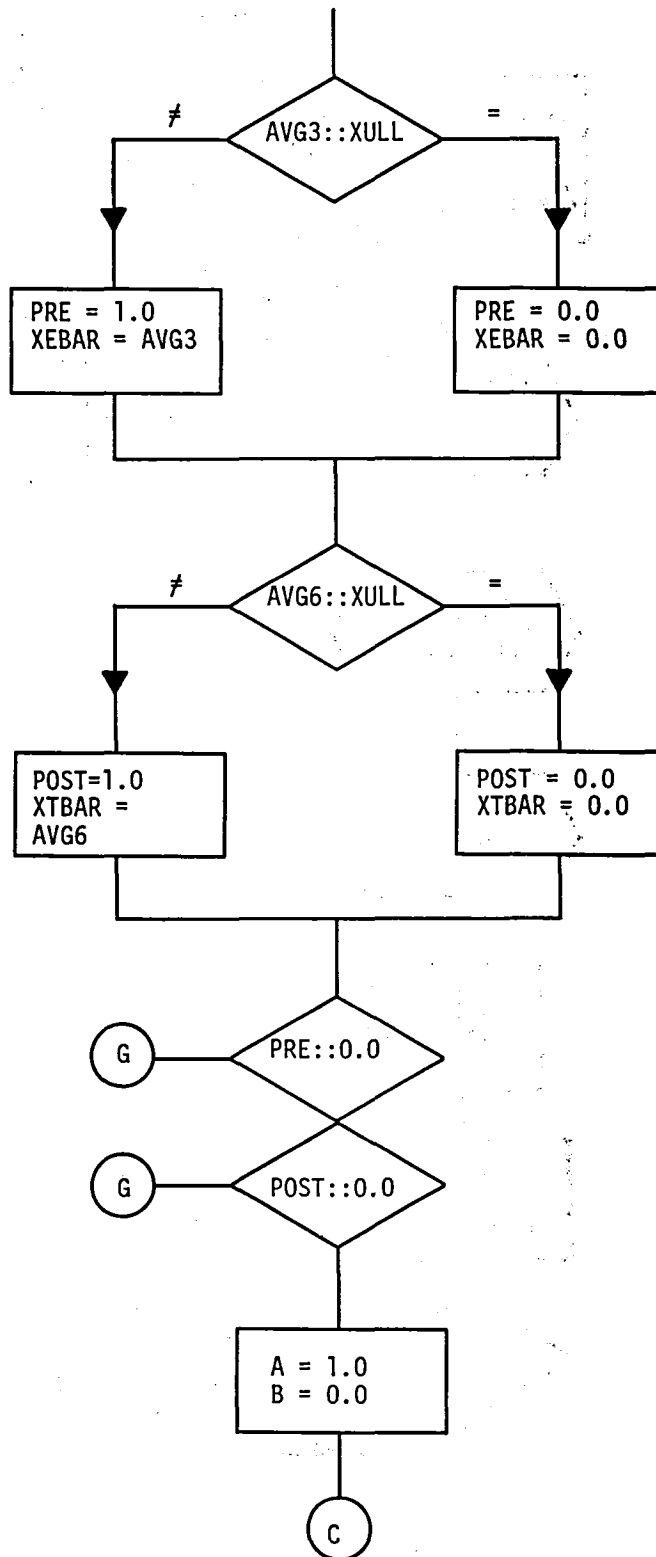 ≠
AVG3::XULL
=
PRE = 1.0
XEBAR = AVG3
PRE = 0.0
XEBAR = 0.0
≠
AVG6::XULL
=
POST=1.0
XTBAR =
AVG6
POST = 0.0
XTBAR = 0.0
G
PRE::0.0
G
POST::0.0
A = 1.0
B = 0.0
C